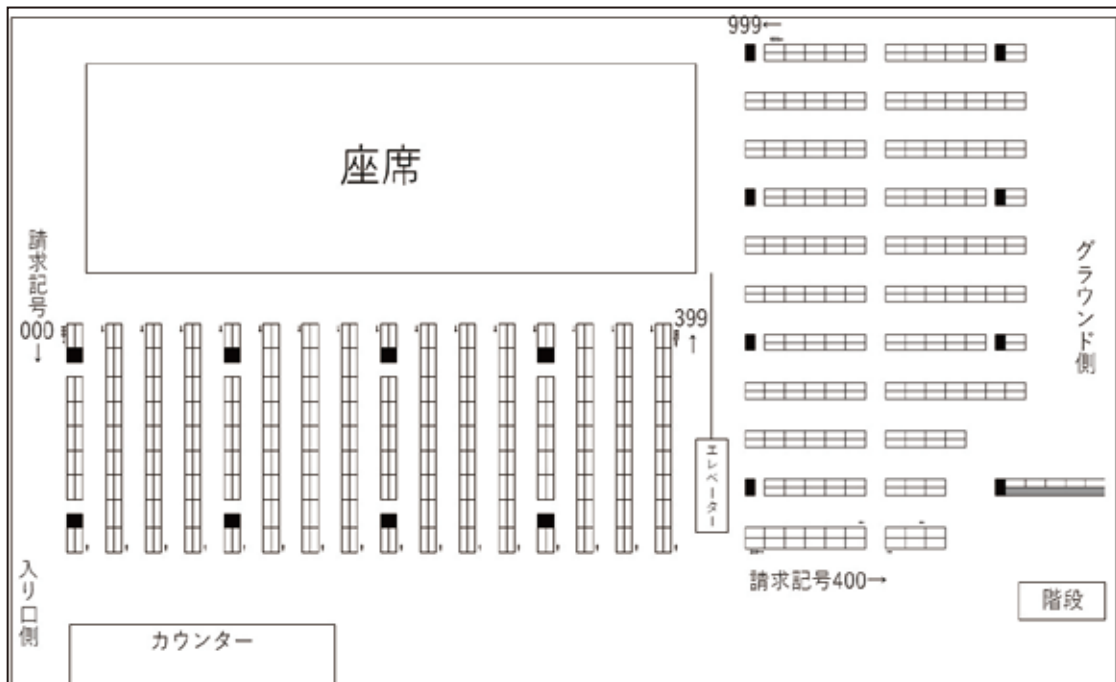 999←
座席
請求記号
000
↓
399
↑
グラウンド側
エレベーター
請求記号400→
階段
入り口側
カウンター